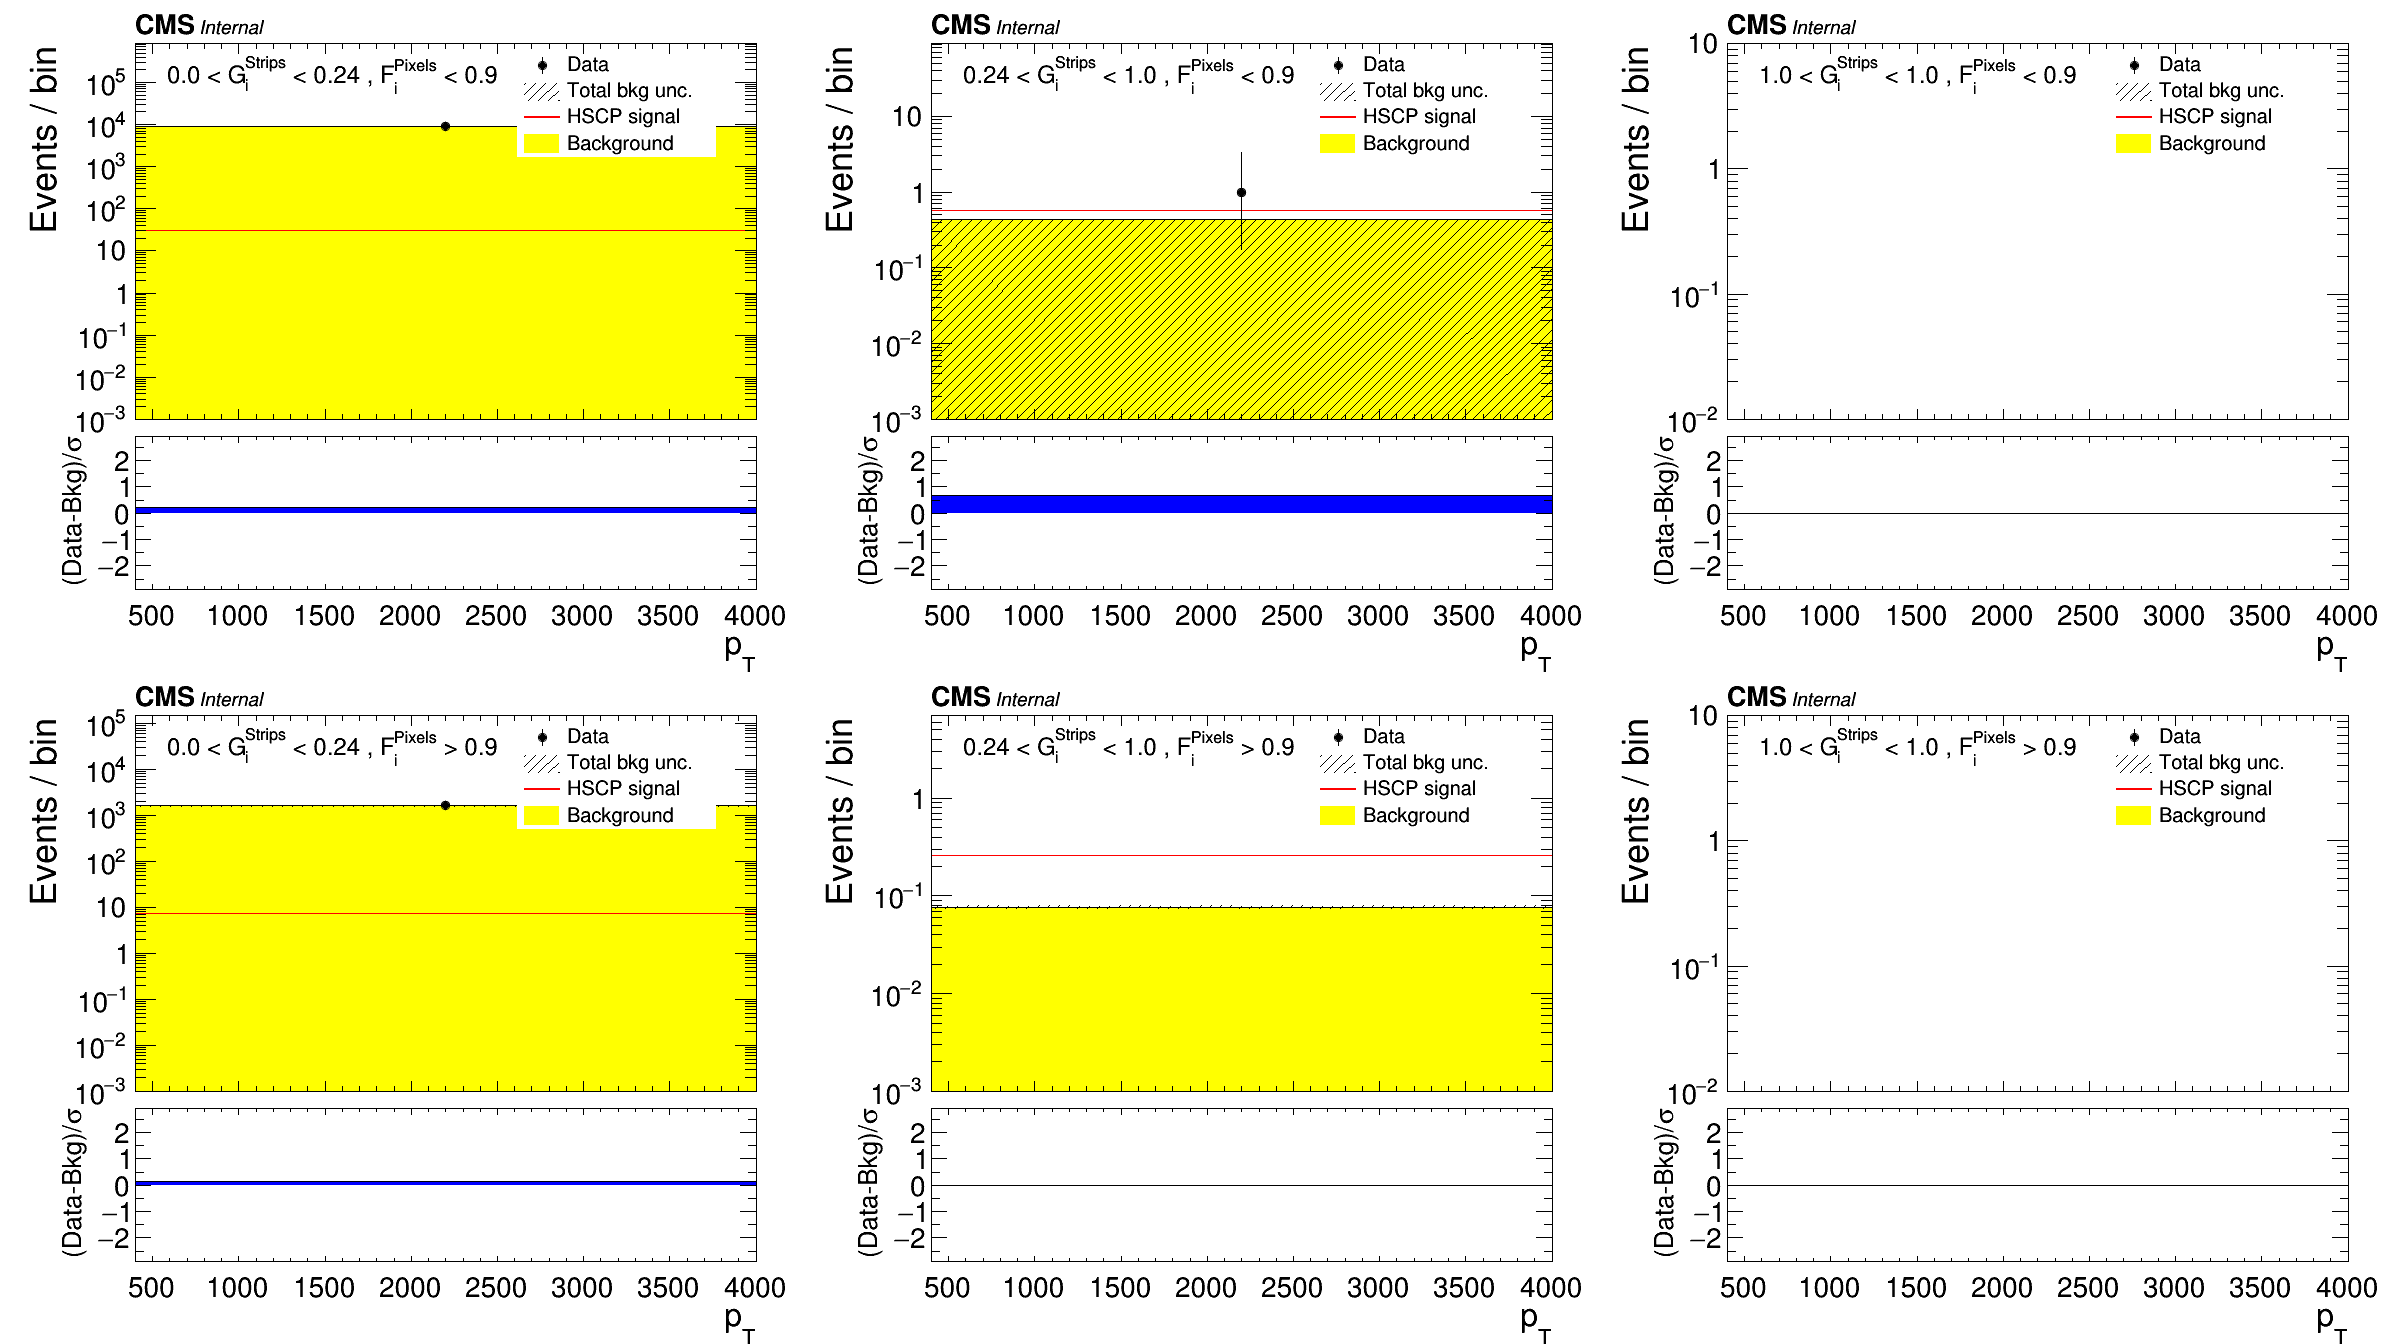 CMS Internal
Events / bin
0.0 < G_i^Strips < 0.24 , F_i^Pixels < 0.9
Data
Total bkg unc.
HSCP signal
Background
10^5
10^4
10^3
10^2
10
1
10^−1
10^−2
10^−3
(Data-Bkg)/σ
2
1
0
−1
−2
500 1000 1500 2000 2500 3000 3500 4000
p_T
CMS Internal
Events / bin
0.24 < G_i^Strips < 1.0 , F_i^Pixels < 0.9
Data
Total bkg unc.
HSCP signal
Background
10
1
10^−1
10^−2
10^−3
(Data-Bkg)/σ
2
1
0
−1
−2
500 1000 1500 2000 2500 3000 3500 4000
p_T
CMS Internal
Events / bin
1.0 < G_i^Strips < 1.0 , F_i^Pixels < 0.9
Data
Total bkg unc.
HSCP signal
Background
10
1
10^−1
10^−2
(Data-Bkg)/σ
2
1
0
−1
−2
500 1000 1500 2000 2500 3000 3500 4000
p_T
CMS Internal
Events / bin
0.0 < G_i^Strips < 0.24 , F_i^Pixels > 0.9
Data
Total bkg unc.
HSCP signal
Background
10^5
10^4
10^3
10^2
10
1
10^−1
10^−2
10^−3
(Data-Bkg)/σ
2
1
0
−1
−2
500 1000 1500 2000 2500 3000 3500 4000
p_T
CMS Internal
Events / bin
0.24 < G_i^Strips < 1.0 , F_i^Pixels > 0.9
Data
Total bkg unc.
HSCP signal
Background
1
10^−1
10^−2
10^−3
(Data-Bkg)/σ
2
1
0
−1
−2
500 1000 1500 2000 2500 3000 3500 4000
p_T
CMS Internal
Events / bin
1.0 < G_i^Strips < 1.0 , F_i^Pixels > 0.9
Data
Total bkg unc.
HSCP signal
Background
10
1
10^−1
10^−2
(Data-Bkg)/σ
2
1
0
−1
−2
500 1000 1500 2000 2500 3000 3500 4000
p_T